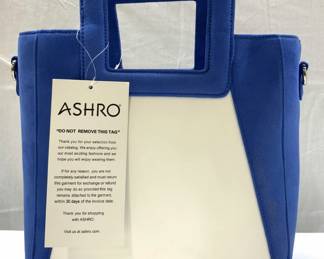 ASHRO®
"DO NOT REMOVE THIS TAG"
Thank you for your selection from
our catalog. We enjoy offering you
our most exciting fashions and we
hope you will enjoy wearing them.
If for any reason, you are not
completely satisfied and must return
this garment for exchange or refund
you may do so provided this tag
remains attached to the garment,
within 30 days of the invoice date.
Thank you for shopping
with ASHRO.
Visit us at ashro.com